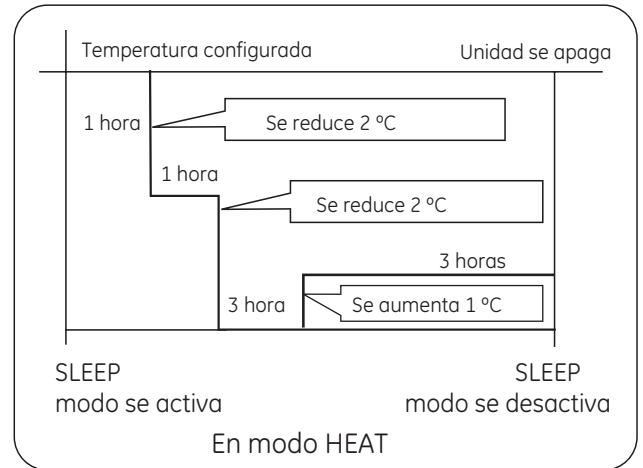 Temperatura configurada
Unidad se apaga
1 hora
Se reduce 2 ºC
1 hora
Se reduce 2 ºC
3 horas
3 hora
Se aumenta 1 ºC
SLEEP
modo se activa
SLEEP
modo se desactiva
En modo HEAT